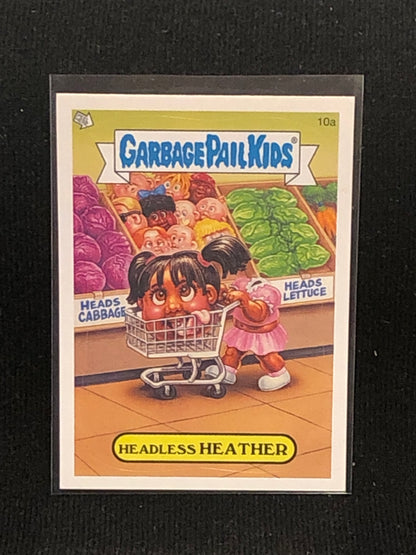 10a
GARBAGE PAIL KIDS®
HEADS CABBAGE
HEADS LETTUCE
HEADLESS HEATHER